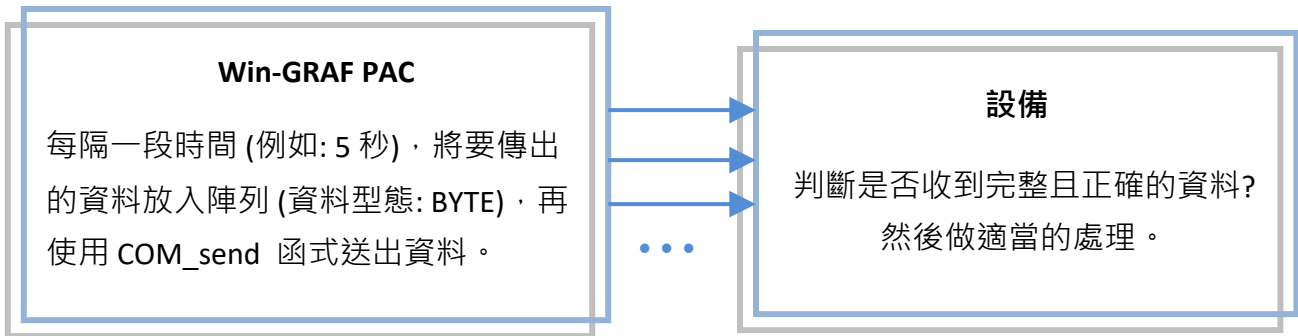 Win-GRAF PAC
每隔一段時間 (例如: 5 秒)，將要傳出
的資料放入陣列 (資料型態: BYTE)，再
使用 COM_send 函式送出資料。
設備
判斷是否收到完整且正確的資料?
然後做適當的處理。